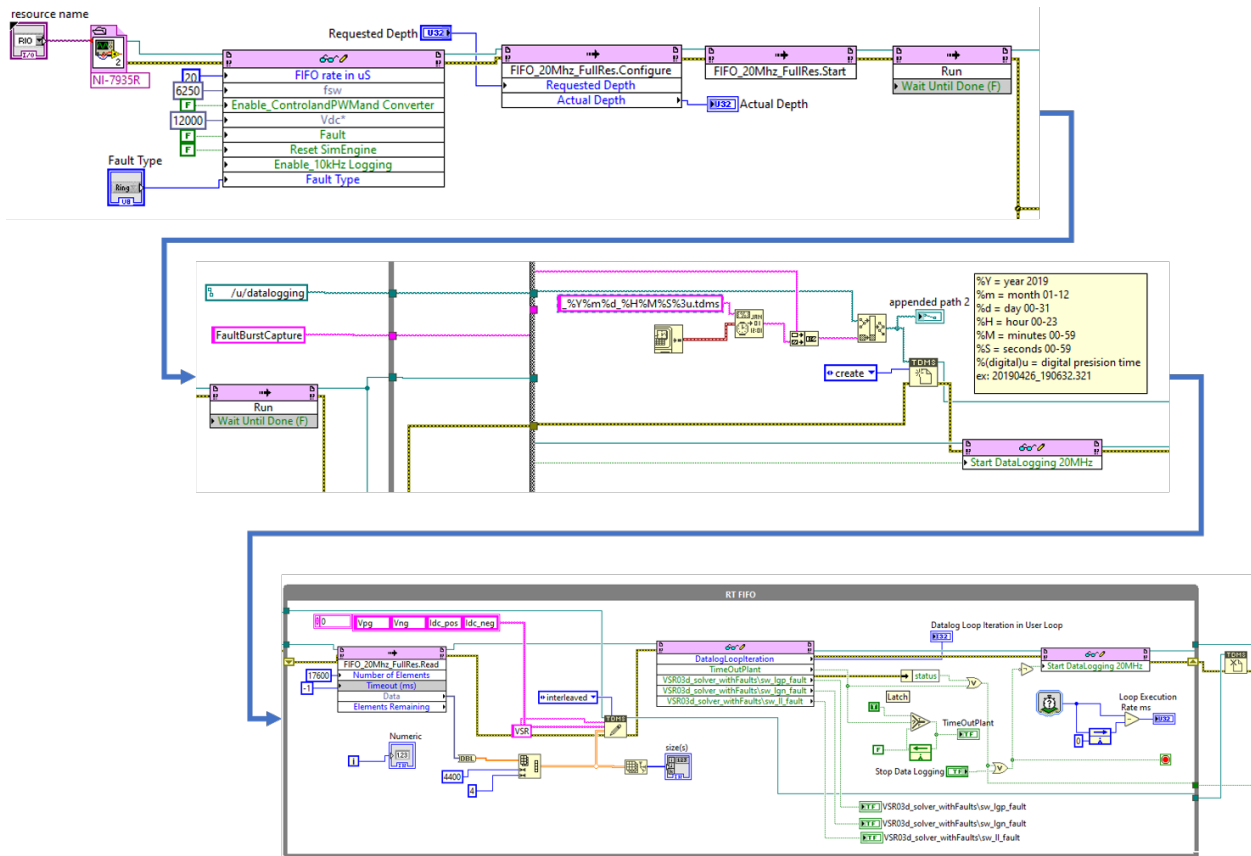 resource name
RIO
I/O
2
NI-7935R
Requested Depth
U32
20
FIFO rate in uS
6250
fsw
F
Enable_ControlandPWMand Converter
12000
Vdc*
F
Fault
F
Reset SimEngine
Enable_10kHz Logging
Fault Type
Fault Type
Ring
U8
FIFO_20Mhz_FullRes.Configure
Requested Depth
Actual Depth
U32
Actual Depth
FIFO_20Mhz_FullRes.Start
Run
Wait Until Done (F)
/u/datalogging
FaultBurstCapture
Run
Wait Until Done (F)
_%Y%m%d_%H%M%S%3u.tdms
create
appended path 2
TDMS
%Y = year 2019
%m = month 01-12
%d = day 00-31
%H = hour 00-23
%M = minutes 00-59
%S = seconds 00-59
%(digital)u = digital presision time
ex: 20190426_190632.321
Start DataLogging 20MHz
RT FIFO
0
Vpg
Vng
Idc_pos
Idc_neg
FIFO_20Mhz_FullRes.Read
17600
Number of Elements
-1
Timeout (ms)
Data
Elements Remaining
Numeric
i
123
DBL
4400
4
VSR
interleaved
TDMS
size(s)
DatalogLoopIteration
TimeOutPlant
VSR03d_solver_withFaults\sw_lgp_fault
VSR03d_solver_withFaults\sw_lgn_fault
VSR03d_solver_withFaults\sw_ll_fault
Datalog Loop Iteration in User Loop
U32
status
Latch
T
F
TimeOutPlant
TF
Stop Data Logging
TF
Start DataLogging 20MHz
Loop Execution
Rate ms
0
U32
TDMS
TF
VSR03d_solver_withFaults\sw_lgp_fault
TF
VSR03d_solver_withFaults\sw_lgn_fault
TF
VSR03d_solver_withFaults\sw_ll_fault